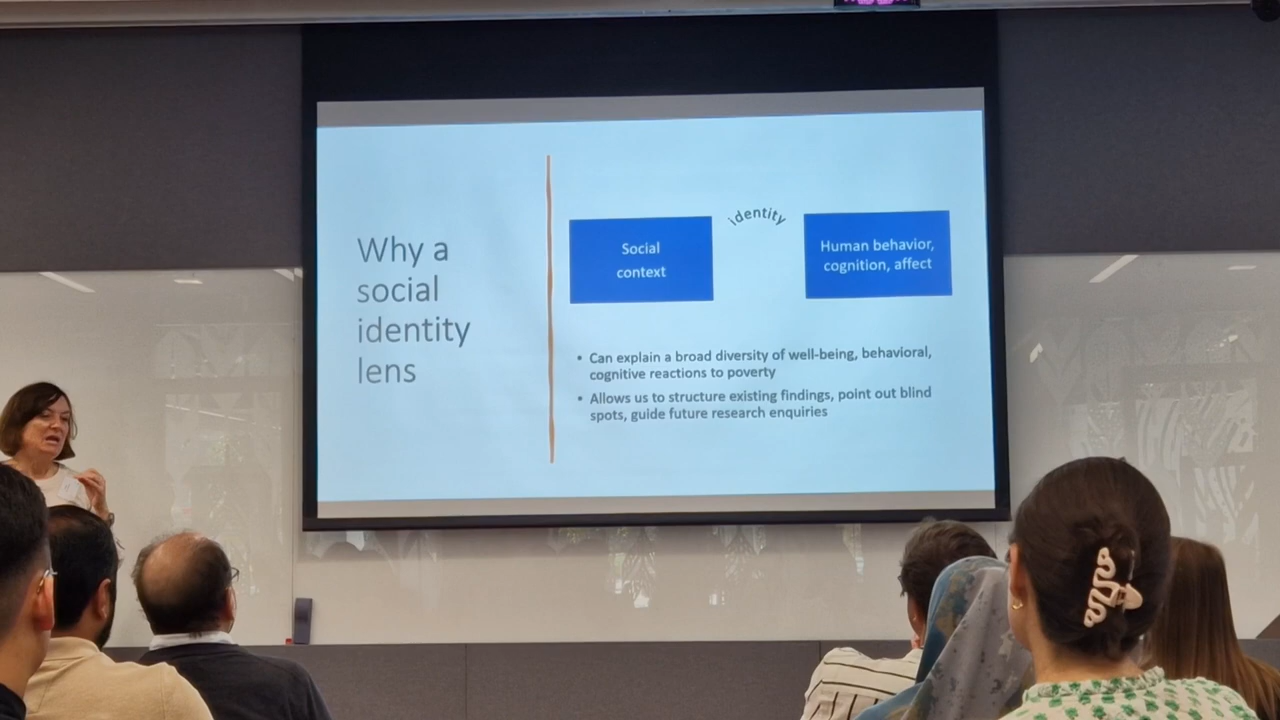 Why a
social
identity
lens
Social
context
identity
Human behavior,
cognition, affect
• Can explain a broad diversity of well-being, behavioral,
cognitive reactions to poverty
• Allows us to structure existing findings, point out blind
spots, guide future research enquiries